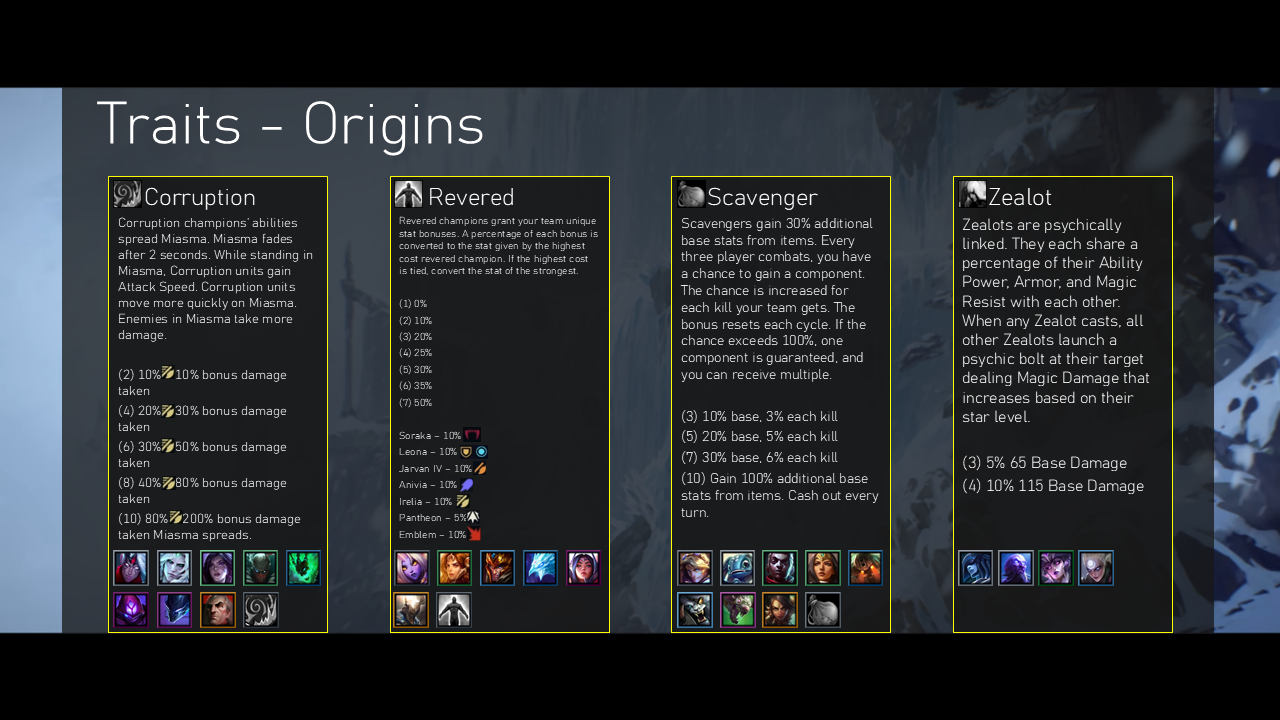 Traits – Origins
Corruption
Corruption champions' abilities
spread Miasma. Miasma fades
after 2 seconds. While standing in
Miasma, Corruption units gain
Attack Speed. Corruption units
move more quickly on Miasma.
Enemies in Miasma take more
damage.
(2) 10% 10% bonus damage
taken
(4) 20% 30% bonus damage
taken
(6) 30% 50% bonus damage
taken
(8) 40% 80% bonus damage
taken
(10) 80% 200% bonus damage
taken Miasma spreads.
Revered
Revered champions grant your team unique
stat bonuses. A percentage of each bonus is
converted to the stat given by the highest
cost revered champion. If the highest cost
is tied, convert the stat of the strongest.
(1) 0%
(2) 10%
(3) 20%
(4) 25%
(5) 30%
(6) 35%
(7) 50%
Soraka – 10%
Leona – 10%
Jarvan IV – 10%
Anivia – 10%
Irelia – 10%
Pantheon – 5%
Emblem – 10%
Scavenger
Scavengers gain 30% additional
base stats from items. Every
three player combats, you have
a chance to gain a component.
The chance is increased for
each kill your team gets. The
bonus resets each cycle. If the
chance exceeds 100%, one
component is guaranteed, and
you can receive multiple.
(3) 10% base, 3% each kill
(5) 20% base, 5% each kill
(7) 30% base, 6% each kill
(10) Gain 100% additional base
stats from items. Cash out every
turn.
Zealot
Zealots are psychically
linked. They each share a
percentage of their Ability
Power, Armor, and Magic
Resist with each other.
When any Zealot casts, all
other Zealots launch a
psychic bolt at their target
dealing Magic Damage that
increases based on their
star level.
(3) 5% 65 Base Damage
(4) 10% 115 Base Damage